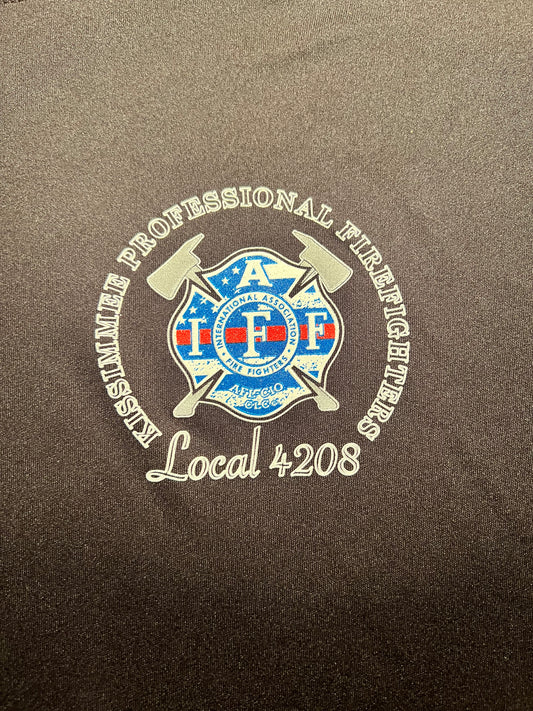 KISSIMMEE PROFESSIONAL FIREFIGHTERS
A
I F F
INTERNATIONAL ASSOCIATION
FIRE FIGHTERS
AFL-CIO
CLC
Local 4208